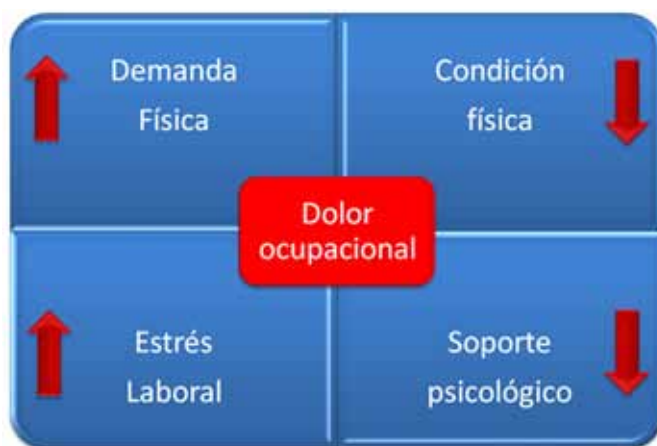 Demanda
Física
Condición
física
Dolor
ocupacional
Estrés
Laboral
Soporte
psicológico